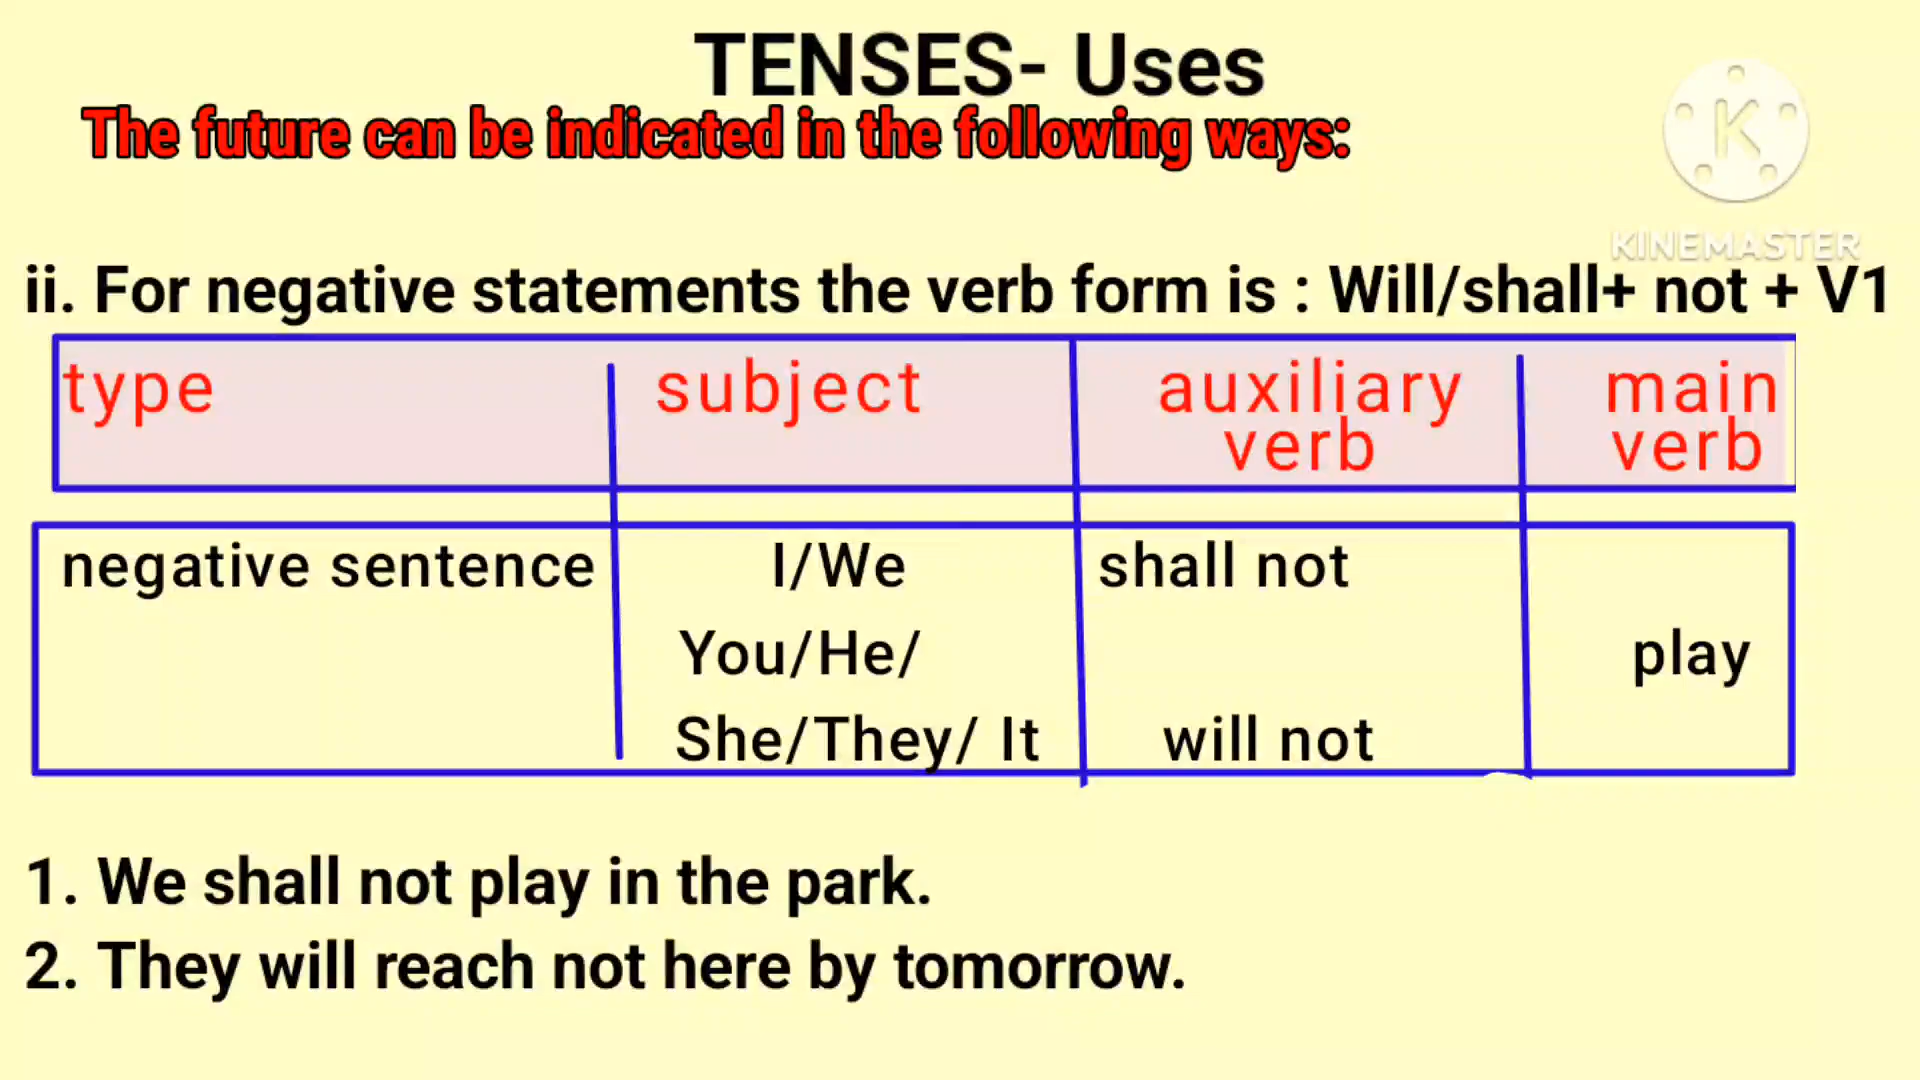 TENSES- Uses
The future can be indicated in the following ways:
K
KINEMASTER
ii. For negative statements the verb form is : Will/shall+ not + V1
type subject auxiliary verb main verb
negative sentence I/We shall not
You/He/ play
She/They/ It will not
1. We shall not play in the park.
2. They will reach not here by tomorrow.